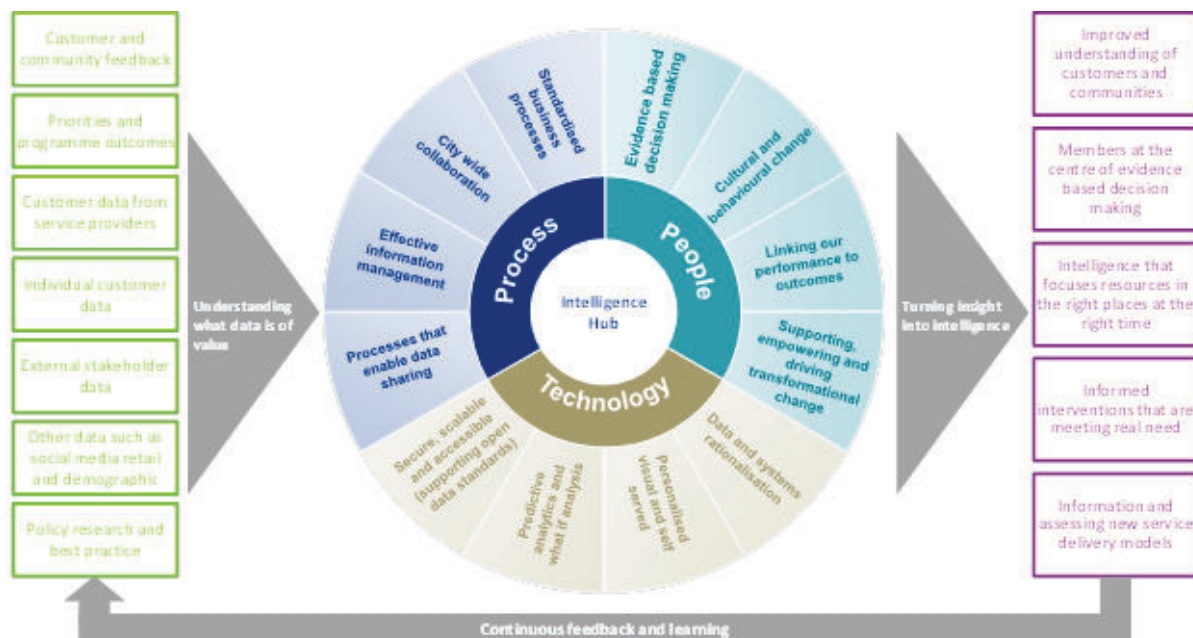 Customer and
community feedback
Priorities and
programme outcomes
Customer data from
service providers
Individual customer
data
External stakeholder
data
Other data such as
social media retail
and demographic
Policy research and
best practice
Understanding
what data is of
value
Standardised
business
processes
City wide
collaboration
Effective
information
management
Processes that
enable data
sharing
Process
Evidence based
decision making
Cultural and
behavioural change
Linking our
performance to
outcomes
Supporting,
empowering and
driving
transformational
change
People
Intelligence
Hub
Technology
Secure, scalable
and accessible
(supporting open
data standards)
Predictive
analytics and
what if analysis
Personalised
visual and self
served
Data and systems
rationalisation
Turning insight
into intelligence
Improved
understanding of
customers and
communities
Members at the
centre of evidence
based decision
making
Intelligence that
focuses resources in
the right places at the
right time
Informed
interventions that are
meeting real need
Information and
assessing new service
delivery models
Continuous feedback and learning